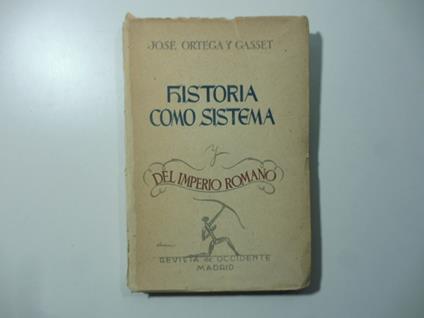 JOSE ORTEGA Y GASSET
HISTORIA
COMO SISTEMA
y
DEL IMPERIO ROMANO
REVISTA de OCCIDENTE
MADRID